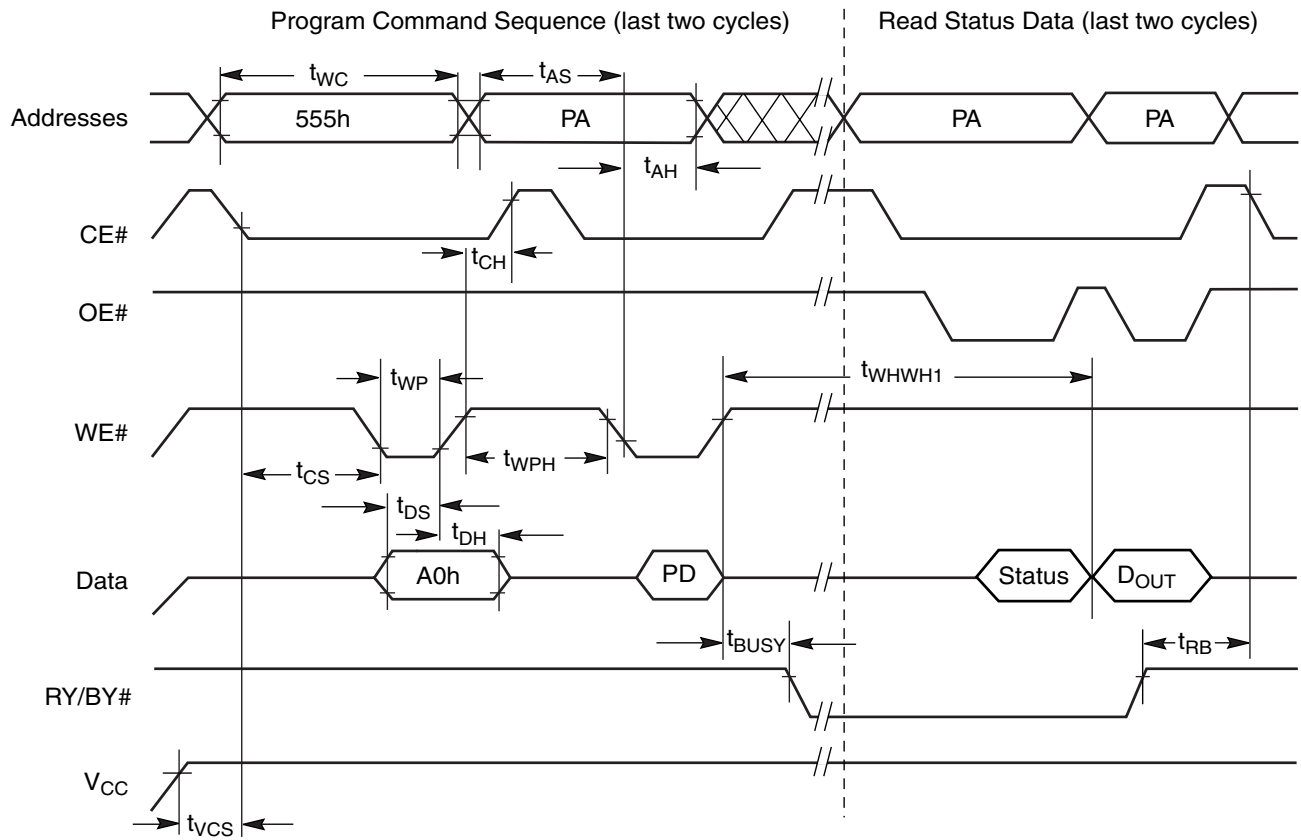 Program Command Sequence (last two cycles) Read Status Data (last two cycles)
tWC tAS
Addresses 555h PA PA PA
tAH
CE#
tCH
OE#
tWP tWHWH1
WE#
tCS tWPH
tDS
tDH
Data A0h PD Status DOUT
tBUSY tRB
RY/BY#
VCC
tVCS